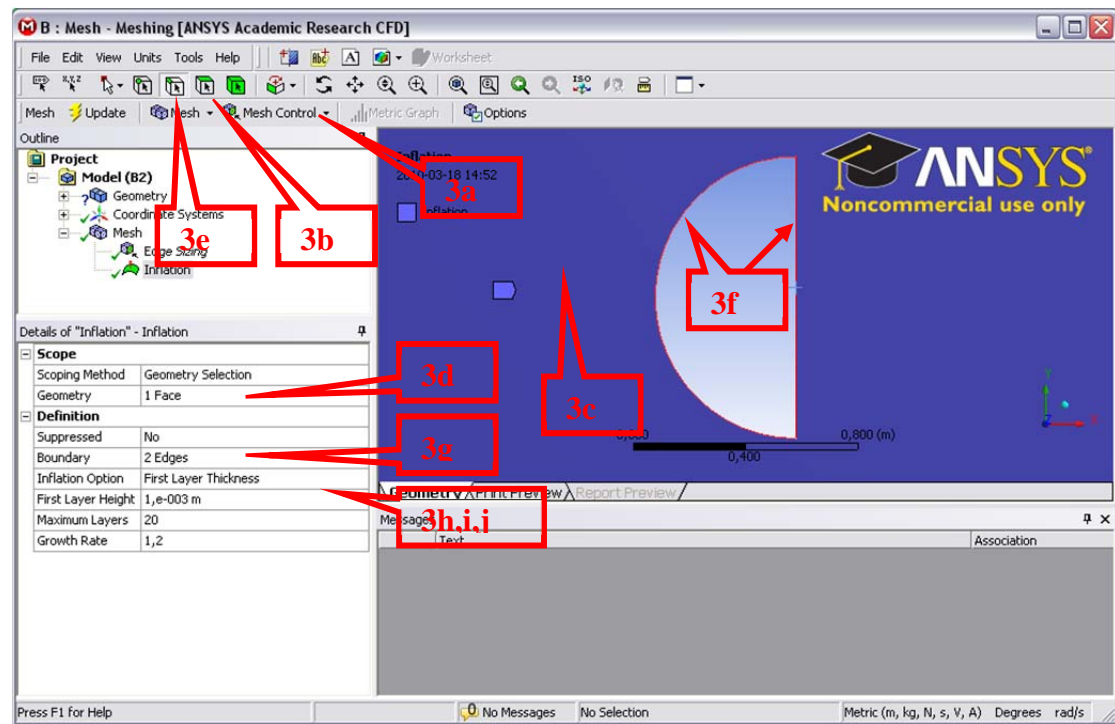 B : Mesh - Meshing [ANSYS Academic Research CFD]
File Edit View Units Tools Help Worksheet
ISO
Mesh Update Mesh Mesh Control Metric Graph Options
Outline
Project
Model (B2)
Geometry
Coordinate Systems
Mesh
Edge Sizing
Inflation
3e
3b
3a
Inflation
2010-03-18 14:52
Inflation
ANSYS
Noncommercial use only
3f
3d
3c
3g
3h,i,j
0,000 0,800 (m)
0,400
Y
X
Z
Geometry Print Preview Report Preview
Details of "Inflation" - Inflation
Scope
Scoping Method Geometry Selection
Geometry 1 Face
Definition
Suppressed No
Boundary 2 Edges
Inflation Option First Layer Thickness
First Layer Height 1,e-003 m
Maximum Layers 20
Growth Rate 1,2
Messages
Text Association
Press F1 for Help 0 No Messages No Selection Metric (m, kg, N, s, V, A) Degrees rad/s